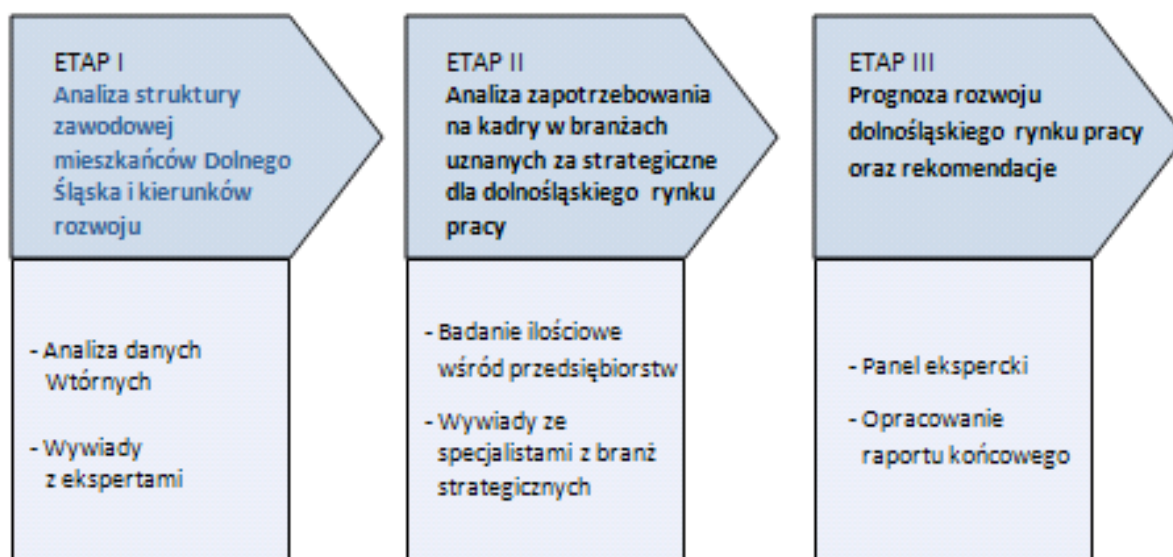 ETAP I
Analiza struktury
zawodowej
mieszkańców Dolnego
Śląska i kierunków
rozwoju
- Analiza danych
Wtórnych
- Wywiady
z ekspertami
ETAP II
Analiza zapotrzebowania
na kadry w branżach
uznanych za strategiczne
dla dolnośląskiego rynku
pracy
- Badanie ilościowe
wśród przedsiębiorstw
- Wywiady ze
specjalistami z branż
strategicznych
ETAP III
Prognoza rozwoju
dolnośląskiego rynku pracy
oraz rekomendacje
- Panel ekspercki
- Opracowanie
raportu końcowego